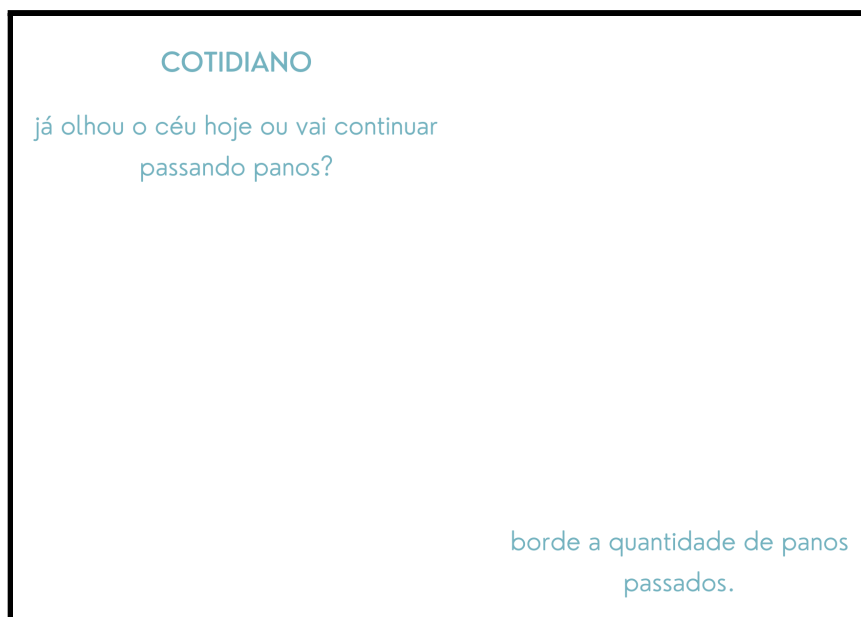 COTIDIANO
já olhou o céu hoje ou vai continuar
passando panos?
borde a quantidade de panos
passados.